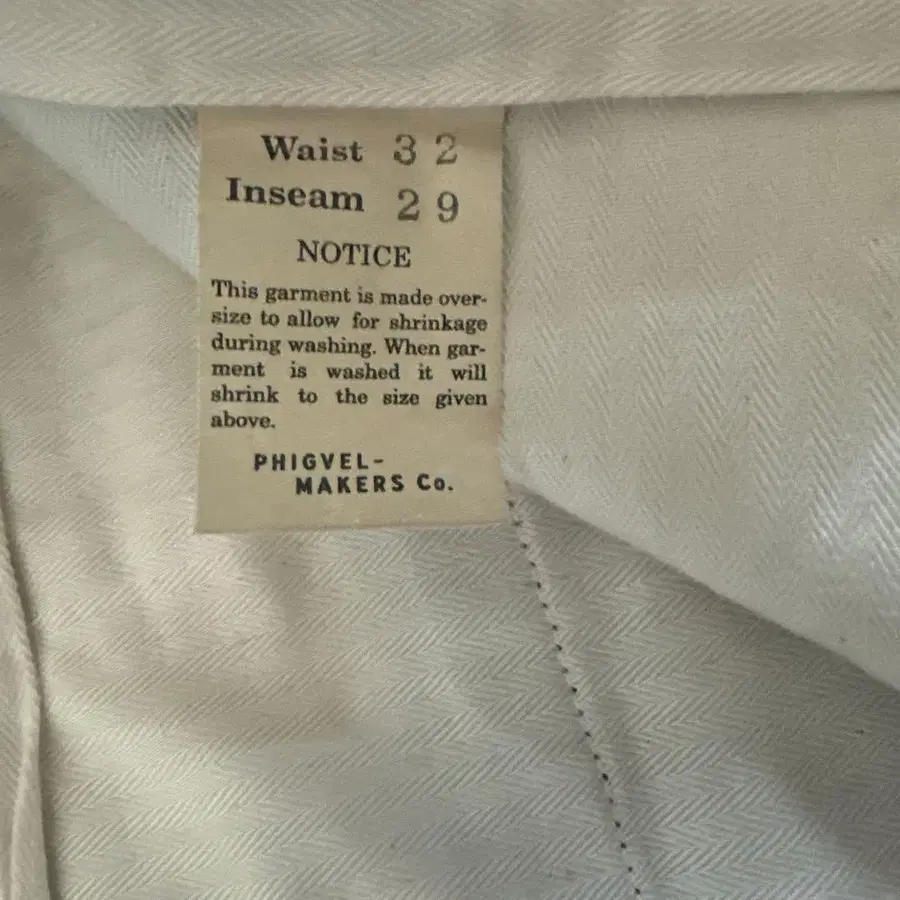 Waist 32
Inseam 29
NOTICE
This garment is made over-
size to allow for shrinkage
during washing. When gar-
ment is washed it will
shrink to the size given
above.
PHIGVEL-
MAKERS Co.